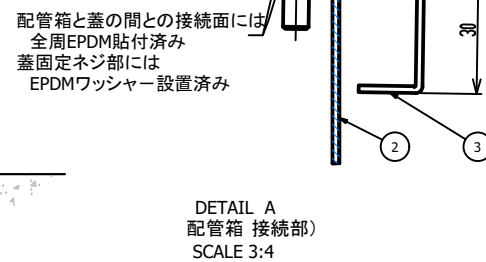 配管箱と蓋の間との接続面には
全周EPDM貼付済み
蓋固定ネジ部には
EPDMワッシャー設置済み
30
2
3
DETAIL A
配管箱 接続部）
SCALE 3:4